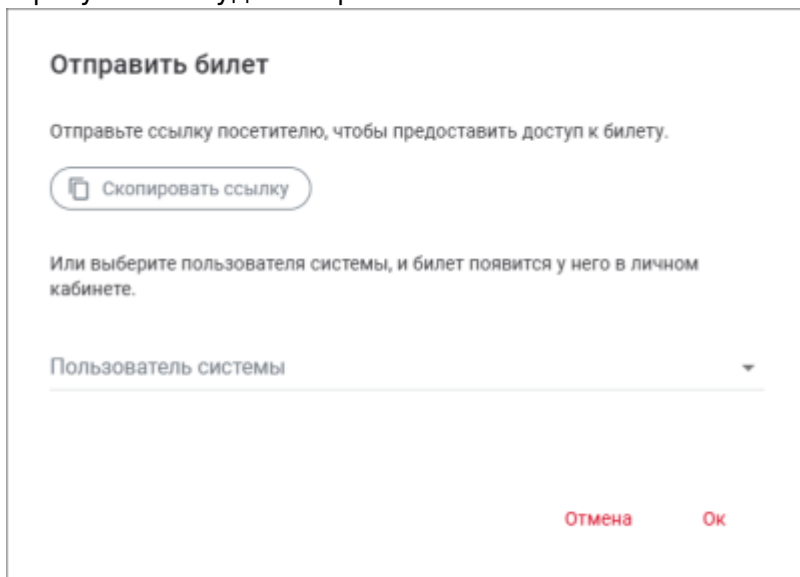 Отправить билет
Отправьте ссылку посетителю, чтобы предоставить доступ к билету.
Скопировать ссылку
Или выберите пользователя системы, и билет появится у него в личном
кабинете.
Пользователь системы
Отмена Ок